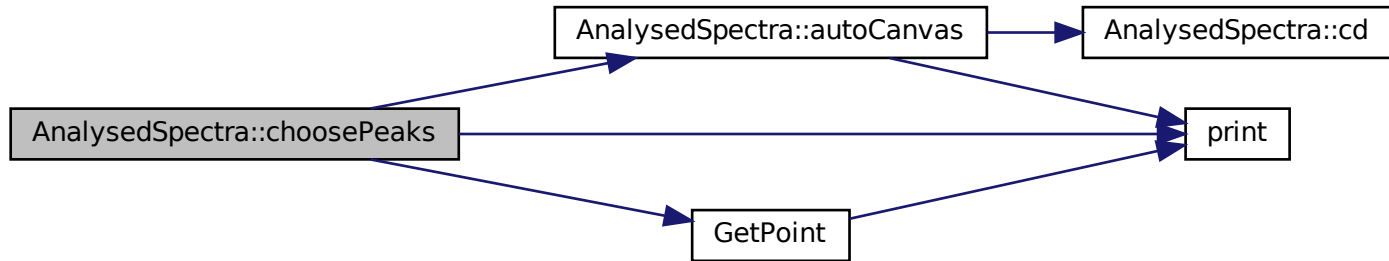 AnalysedSpectra::autoCanvas
AnalysedSpectra::cd
AnalysedSpectra::choosePeaks
print
GetPoint